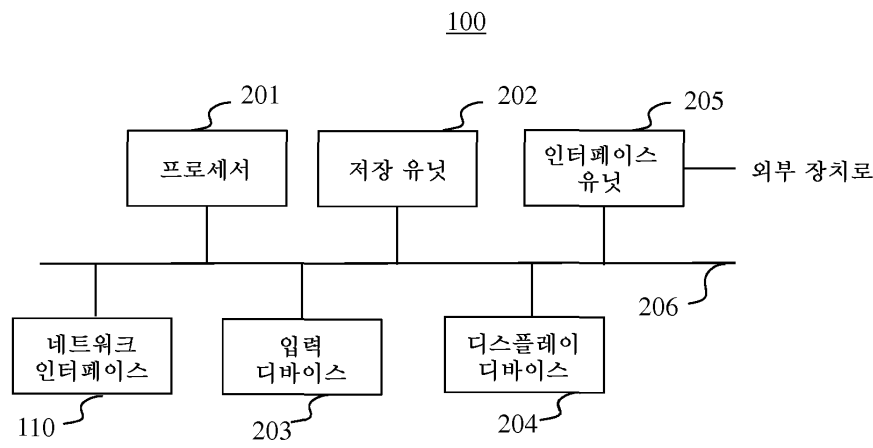 100
201
202
205
프로세서
저장 유닛
인터페이스
유닛
외부 장치로
206
네트워크
인터페이스
입력
디바이스
디스플레이
디바이스
110
203
204